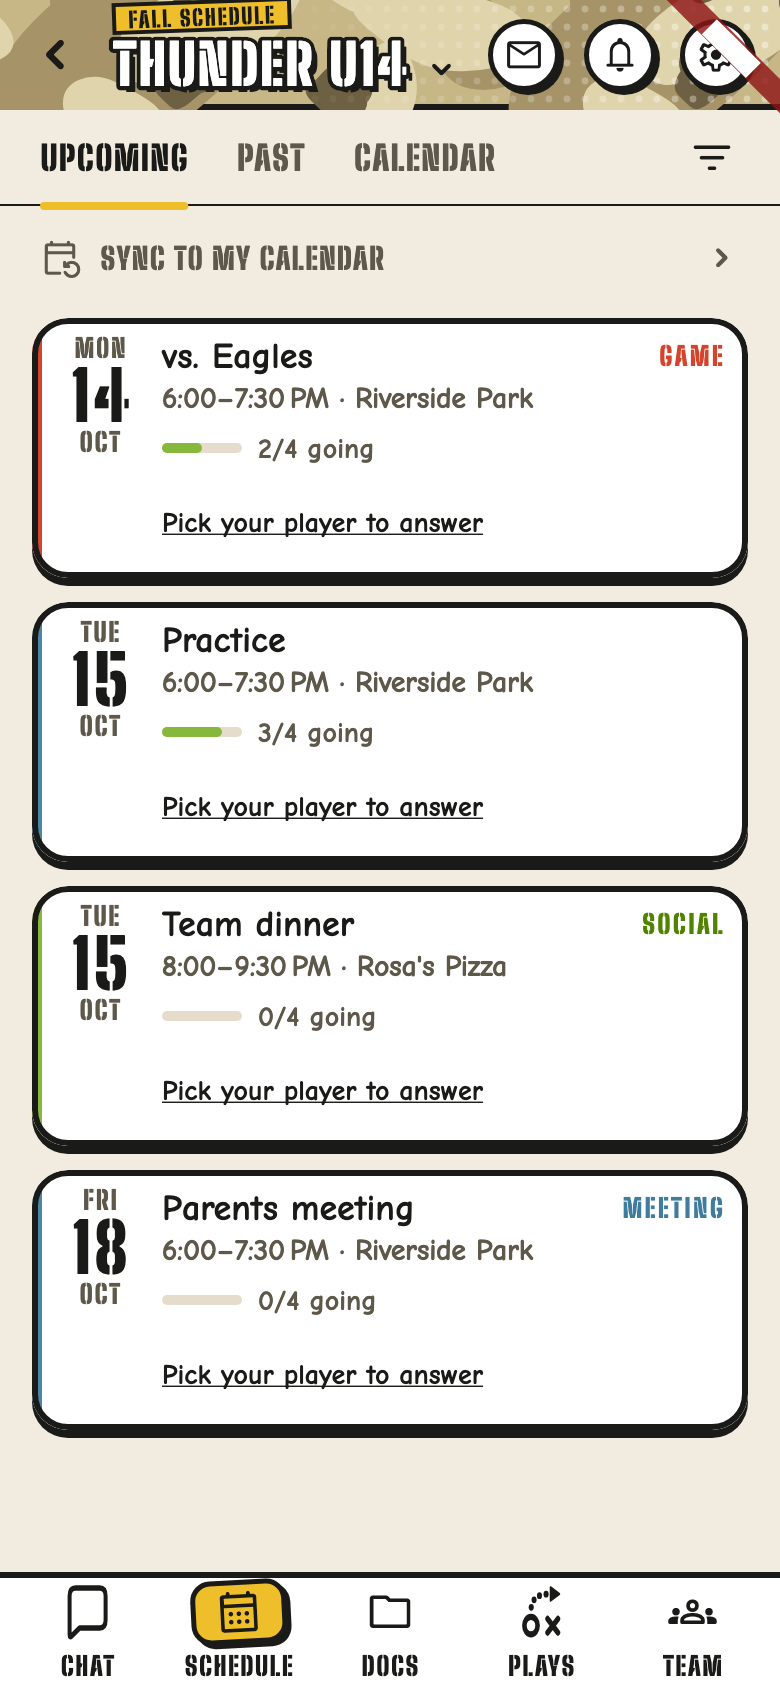 FALL SCHEDULE
THUNDER U14
UPCOMING PAST CALENDAR
SYNC TO MY CALENDAR
MON
14
OCT
vs. Eagles
GAME
6:00–7:30 PM · Riverside Park
2/4 going
Pick your player to answer
TUE
15
OCT
Practice
6:00–7:30 PM · Riverside Park
3/4 going
Pick your player to answer
TUE
15
OCT
Team dinner
SOCIAL
8:00–9:30 PM · Rosa's Pizza
0/4 going
Pick your player to answer
FRI
18
OCT
Parents meeting
MEETING
6:00–7:30 PM · Riverside Park
0/4 going
Pick your player to answer
CHAT SCHEDULE DOCS PLAYS TEAM